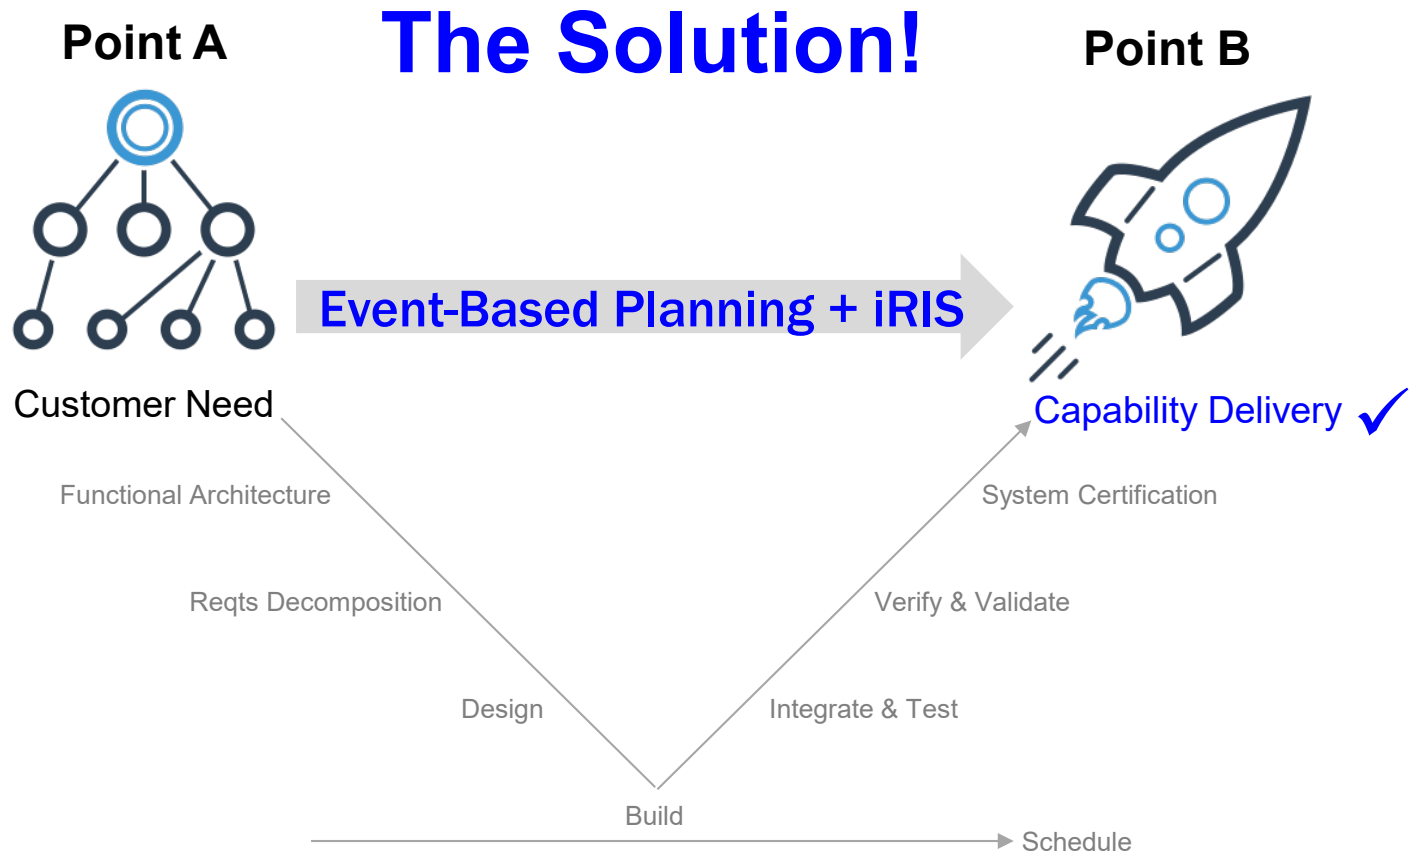 The Solution!
Point A
Point B
Event-Based Planning + iRIS
Customer Need
Capability Delivery
Functional Architecture
System Certification
Reqts Decomposition
Verify & Validate
Design
Integrate & Test
Build
Schedule